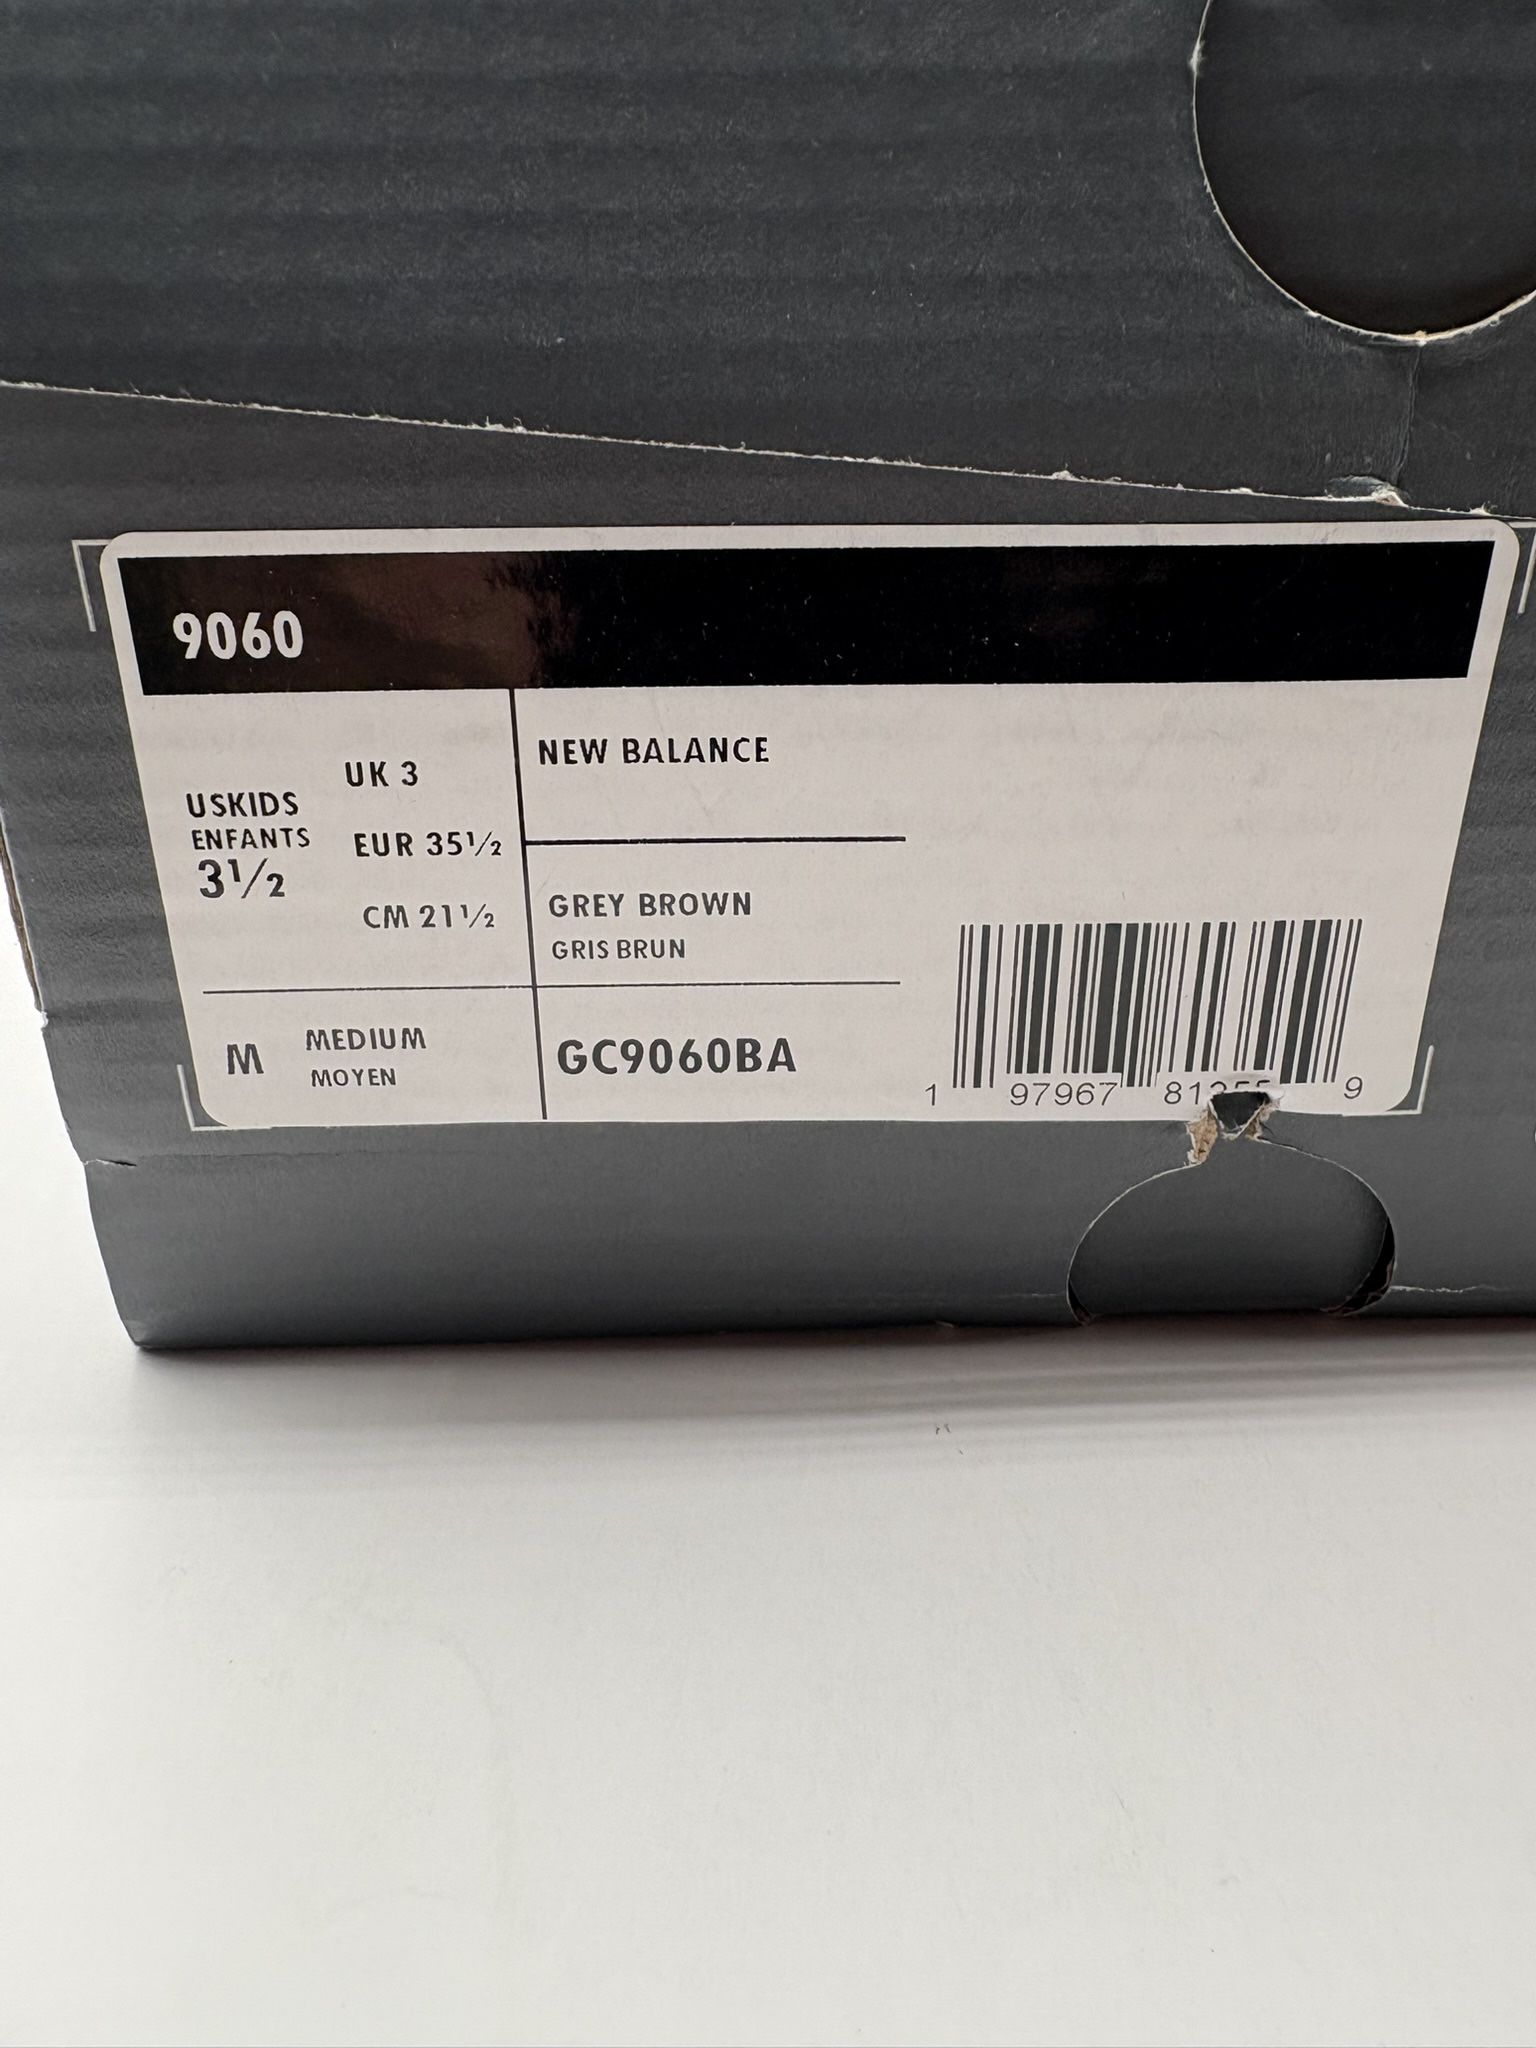 9060
USKIDS
ENFANTS
3½
UK 3
EUR 35½
CM 21½
NEW BALANCE
GREY BROWN
GRIS BRUN
M MEDIUM
MOYEN
GC9060BA
1 97967 9